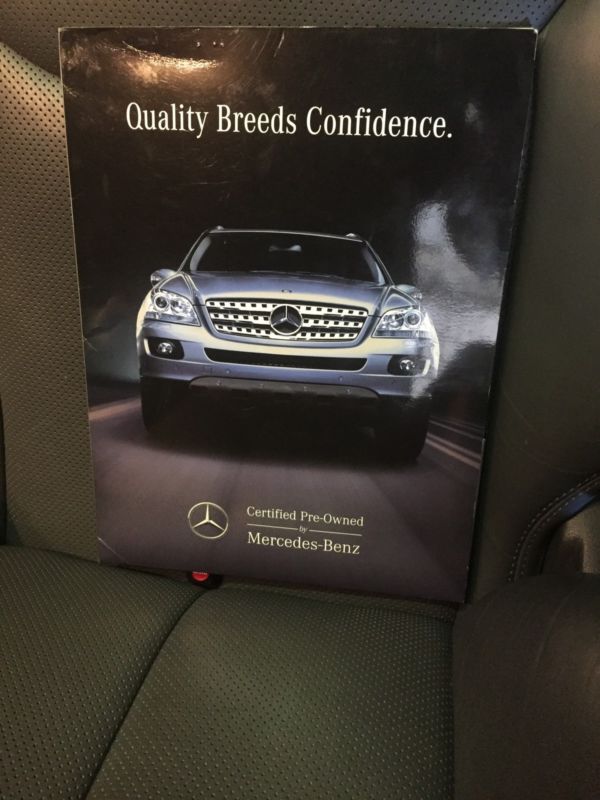 Quality Breeds Confidence.
Certified Pre-Owned
by
Mercedes-Benz